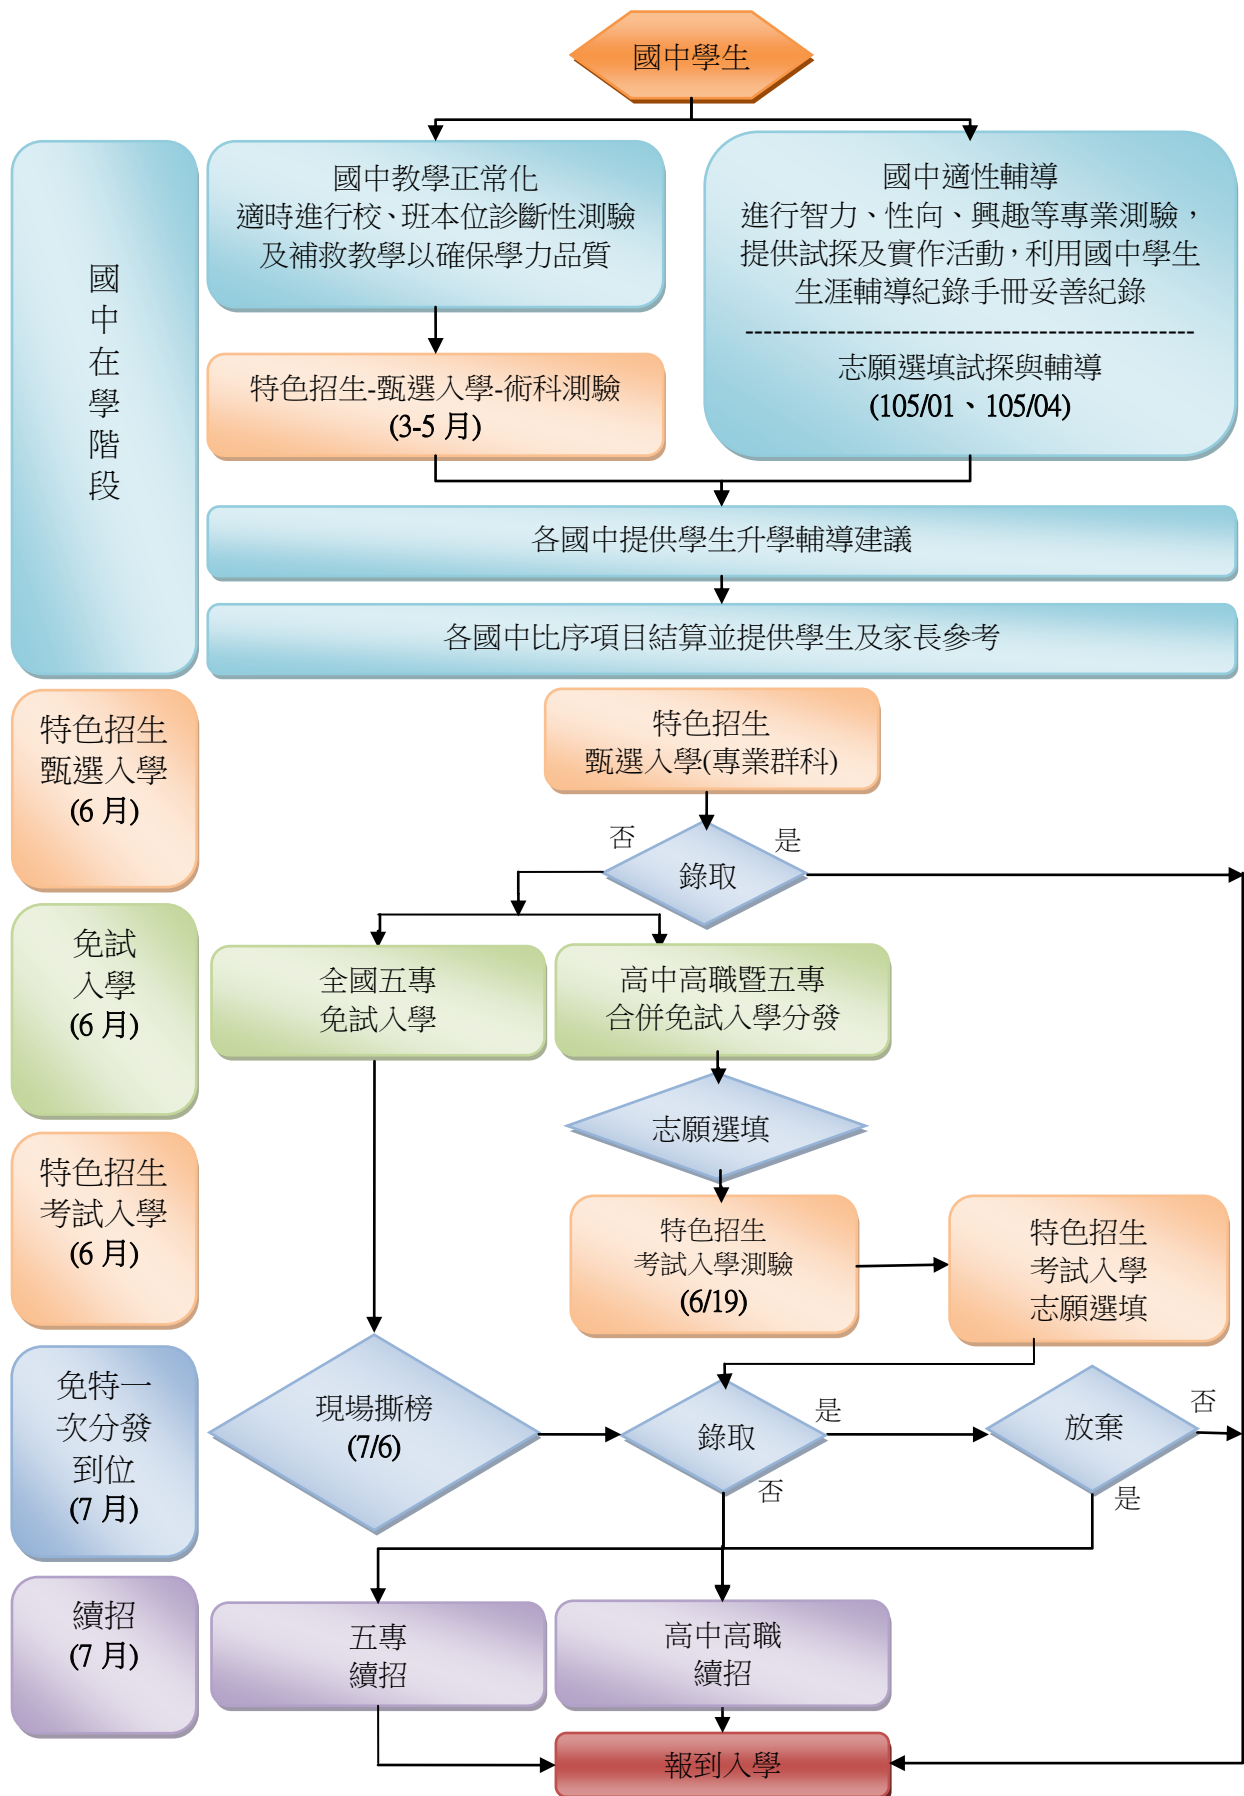 國中學生
國中在學階段
國中教學正常化
適時進行校、班本位診斷性測驗
及補救教學以確保學力品質
國中適性輔導
進行智力、性向、興趣等專業測驗，
提供試探及實作活動，利用國中學生
生涯輔導紀錄手冊妥善紀錄
------------------------------------------------
志願選填試探與輔導
(105/01、105/04)
特色招生-甄選入學-術科測驗
(3-5 月)
各國中提供學生升學輔導建議
各國中比序項目結算並提供學生及家長參考
特色招生
甄選入學
(6 月)
特色招生
甄選入學(專業群科)
否
是
錄取
免試
入學
(6 月)
全國五專
免試入學
高中高職暨五專
合併免試入學分發
志願選填
特色招生
考試入學
(6 月)
特色招生
考試入學測驗
(6/19)
特色招生
考試入學
志願選填
免特一
次分發
到位
(7 月)
現場撕榜
(7/6)
錄取
是
否
放棄
否
是
續招
(7 月)
五專
續招
高中高職
續招
報到入學